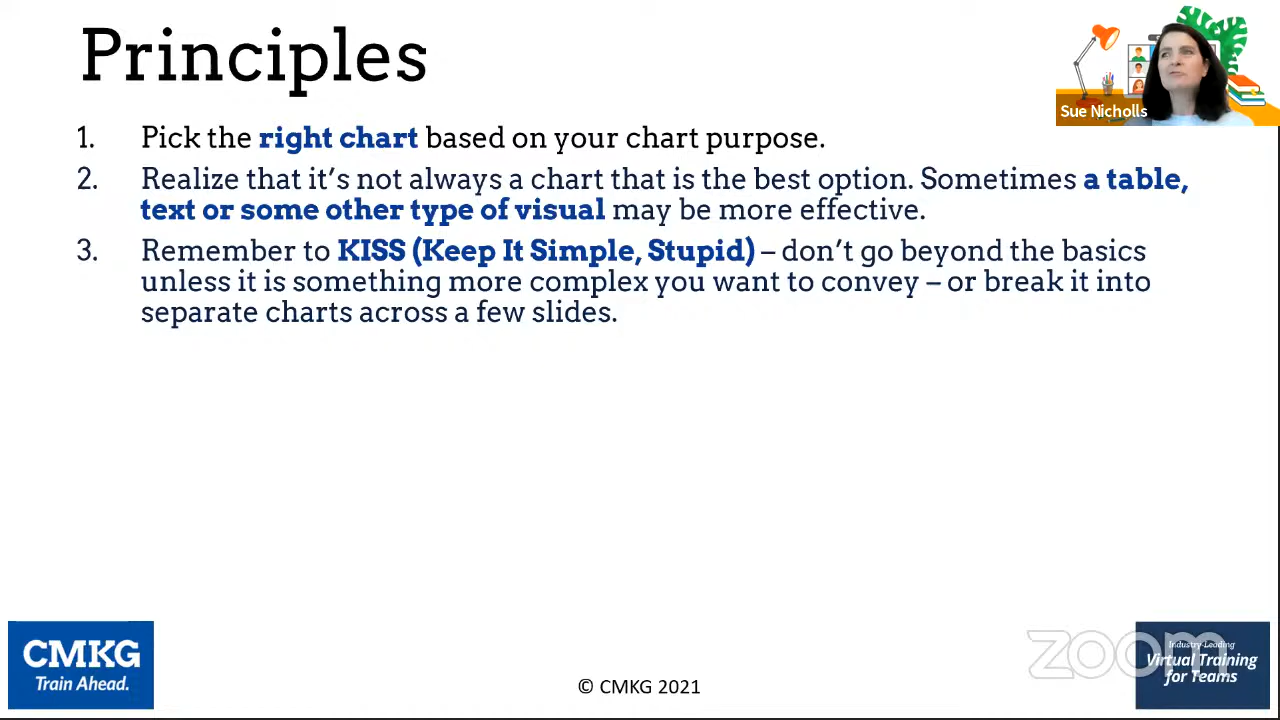 Principles
Sue Nicholls
1. Pick the right chart based on your chart purpose.
2. Realize that it's not always a chart that is the best option. Sometimes a table,
text or some other type of visual may be more effective.
3. Remember to KISS (Keep It Simple, Stupid) – don't go beyond the basics
unless it is something more complex you want to convey – or break it into
separate charts across a few slides.
CMKG
Train Ahead.
© CMKG 2021
zoom
Industry-Leading
Virtual Training
for Teams